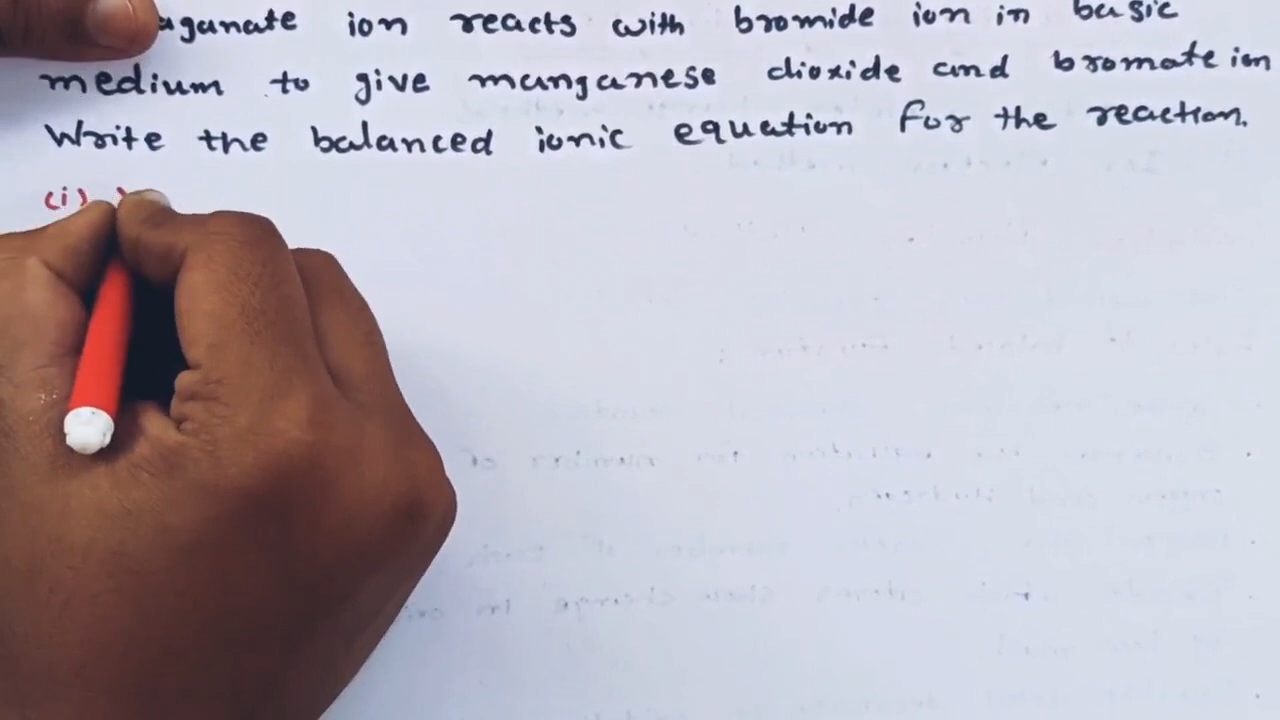 ion reacts with bromide ion in basic
medium to give manganese dioxide and bromate ion
Write the balanced ionic equation for the reaction.
(i)